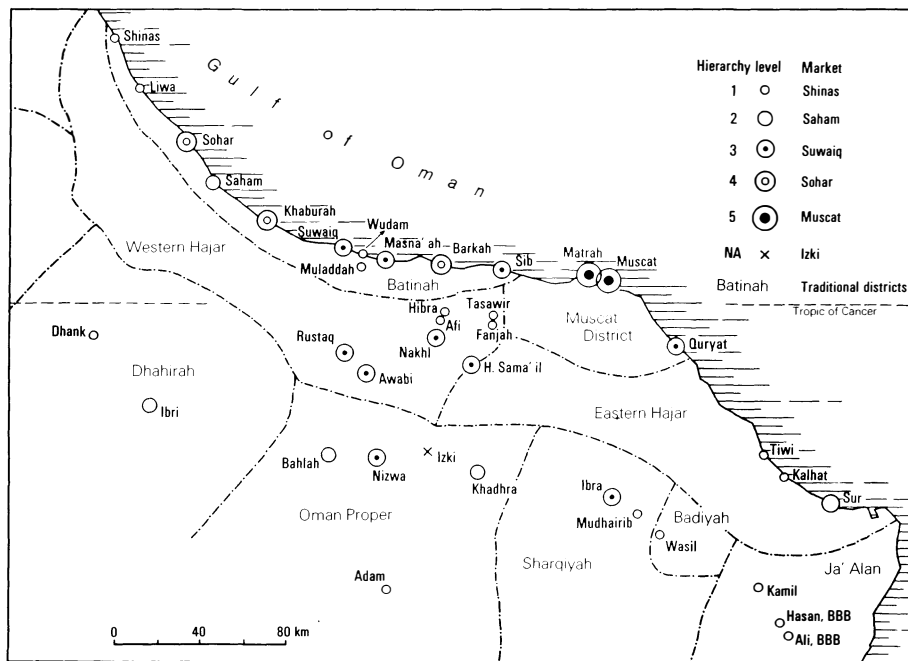 Shinas
Liwa
Gulf of Oman
Sohar
Saham
Khaburah
Wudam
Suwaiq
Masna'ah
Barkah
Sib
Matrah
Muscat
Muladdah
Western Hajar
Batinah
Hibra
Tasawir
Afi
Fanjah
Muscat
District
Dhank
Rustaq
Nakhl
Quryat
Awabi
H. Sama'il
Dhahirah
Ibri
Eastern Hajar
Bahlah
Nizwa
Izki
Khadhra
Tiwi
Kalhat
Ibra
Sur
Mudhairib
Badiyah
Wasil
Oman Proper
Sharqiyah
Ja'Alan
Adam
Kamil
Hasan, BBB
Ali, BBB
0 40 80 km
Hierarchy level Market
1 Shinas
2 Saham
3 Suwaiq
4 Sohar
5 Muscat
NA Izki
Batinah Traditional districts
Tropic of Cancer